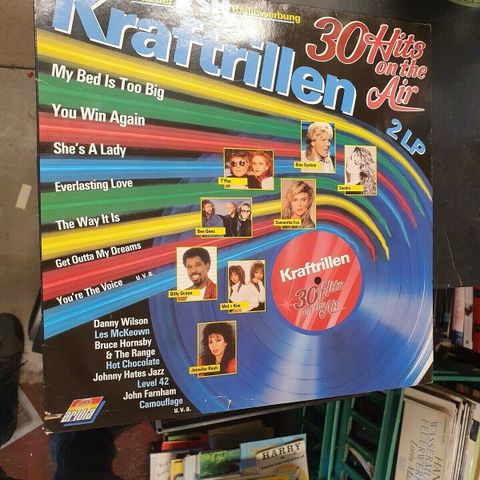 Kraftrillen
30 Hits
on the
Air
2 LP
My Bed Is Too Big
You Win Again
She's A Lady
Everlasting Love
The Way It Is
Get Outta My Dreams
You're The Voice u.v.a.
T'Pau
Blue System
Sandra
Bee Gees
Samantha Fox
Billy Ocean
Mel + Kim
Jennifer Rush
Kraftrillen
30 Hits
on the
Air
Danny Wilson
Les McKeown
Bruce Hornsby
& The Range
Hot Chocolate
Johnny Hates Jazz
Level 42
John Farnham
Camouflage
u.v.a.
ariola
HARRY